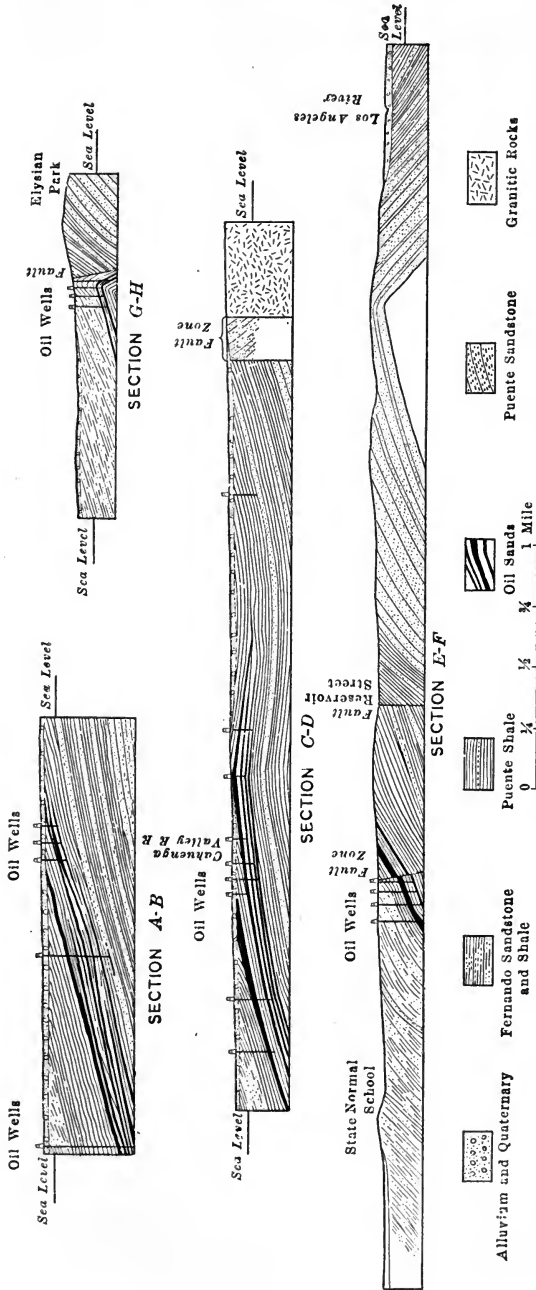 Oil Wells
Oil Wells
Sea Level
Sea Level
SECTION A-B
Elysian
Park
Fault
Oil Wells
Sea Level
Sea Level
SECTION G-H
Sea Level
Oil Wells
Cahuenga
Valley R R
Fault
Zone
Sea Level
SECTION C-D
State Normal
School
Oil Wells
Fault
Zone
Fault
Reservoir
Street
Los Angeles
River
Sea
Level
SECTION E-F
Alluvium and Quaternary
Fernando Sandstone
and Shale
Puente Shale
Oil Sands
Puente Sandstone
Granitic Rocks
0 ¼ ½ ¾ 1 Mile